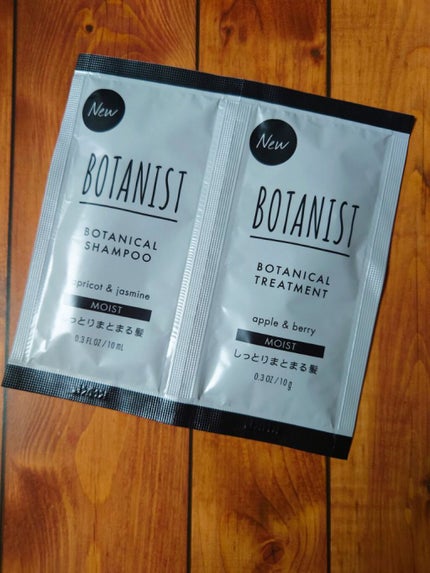 New
BOTANIST
BOTANICAL
SHAMPOO
apricot & jasmine
MOIST
っとりまとまる髪
0.3 FL.OZ / 10 mL
New
BOTANIST
BOTANICAL
TREATMENT
apple & berry
MOIST
しっとりまとまる髪
0.3 OZ / 10 g